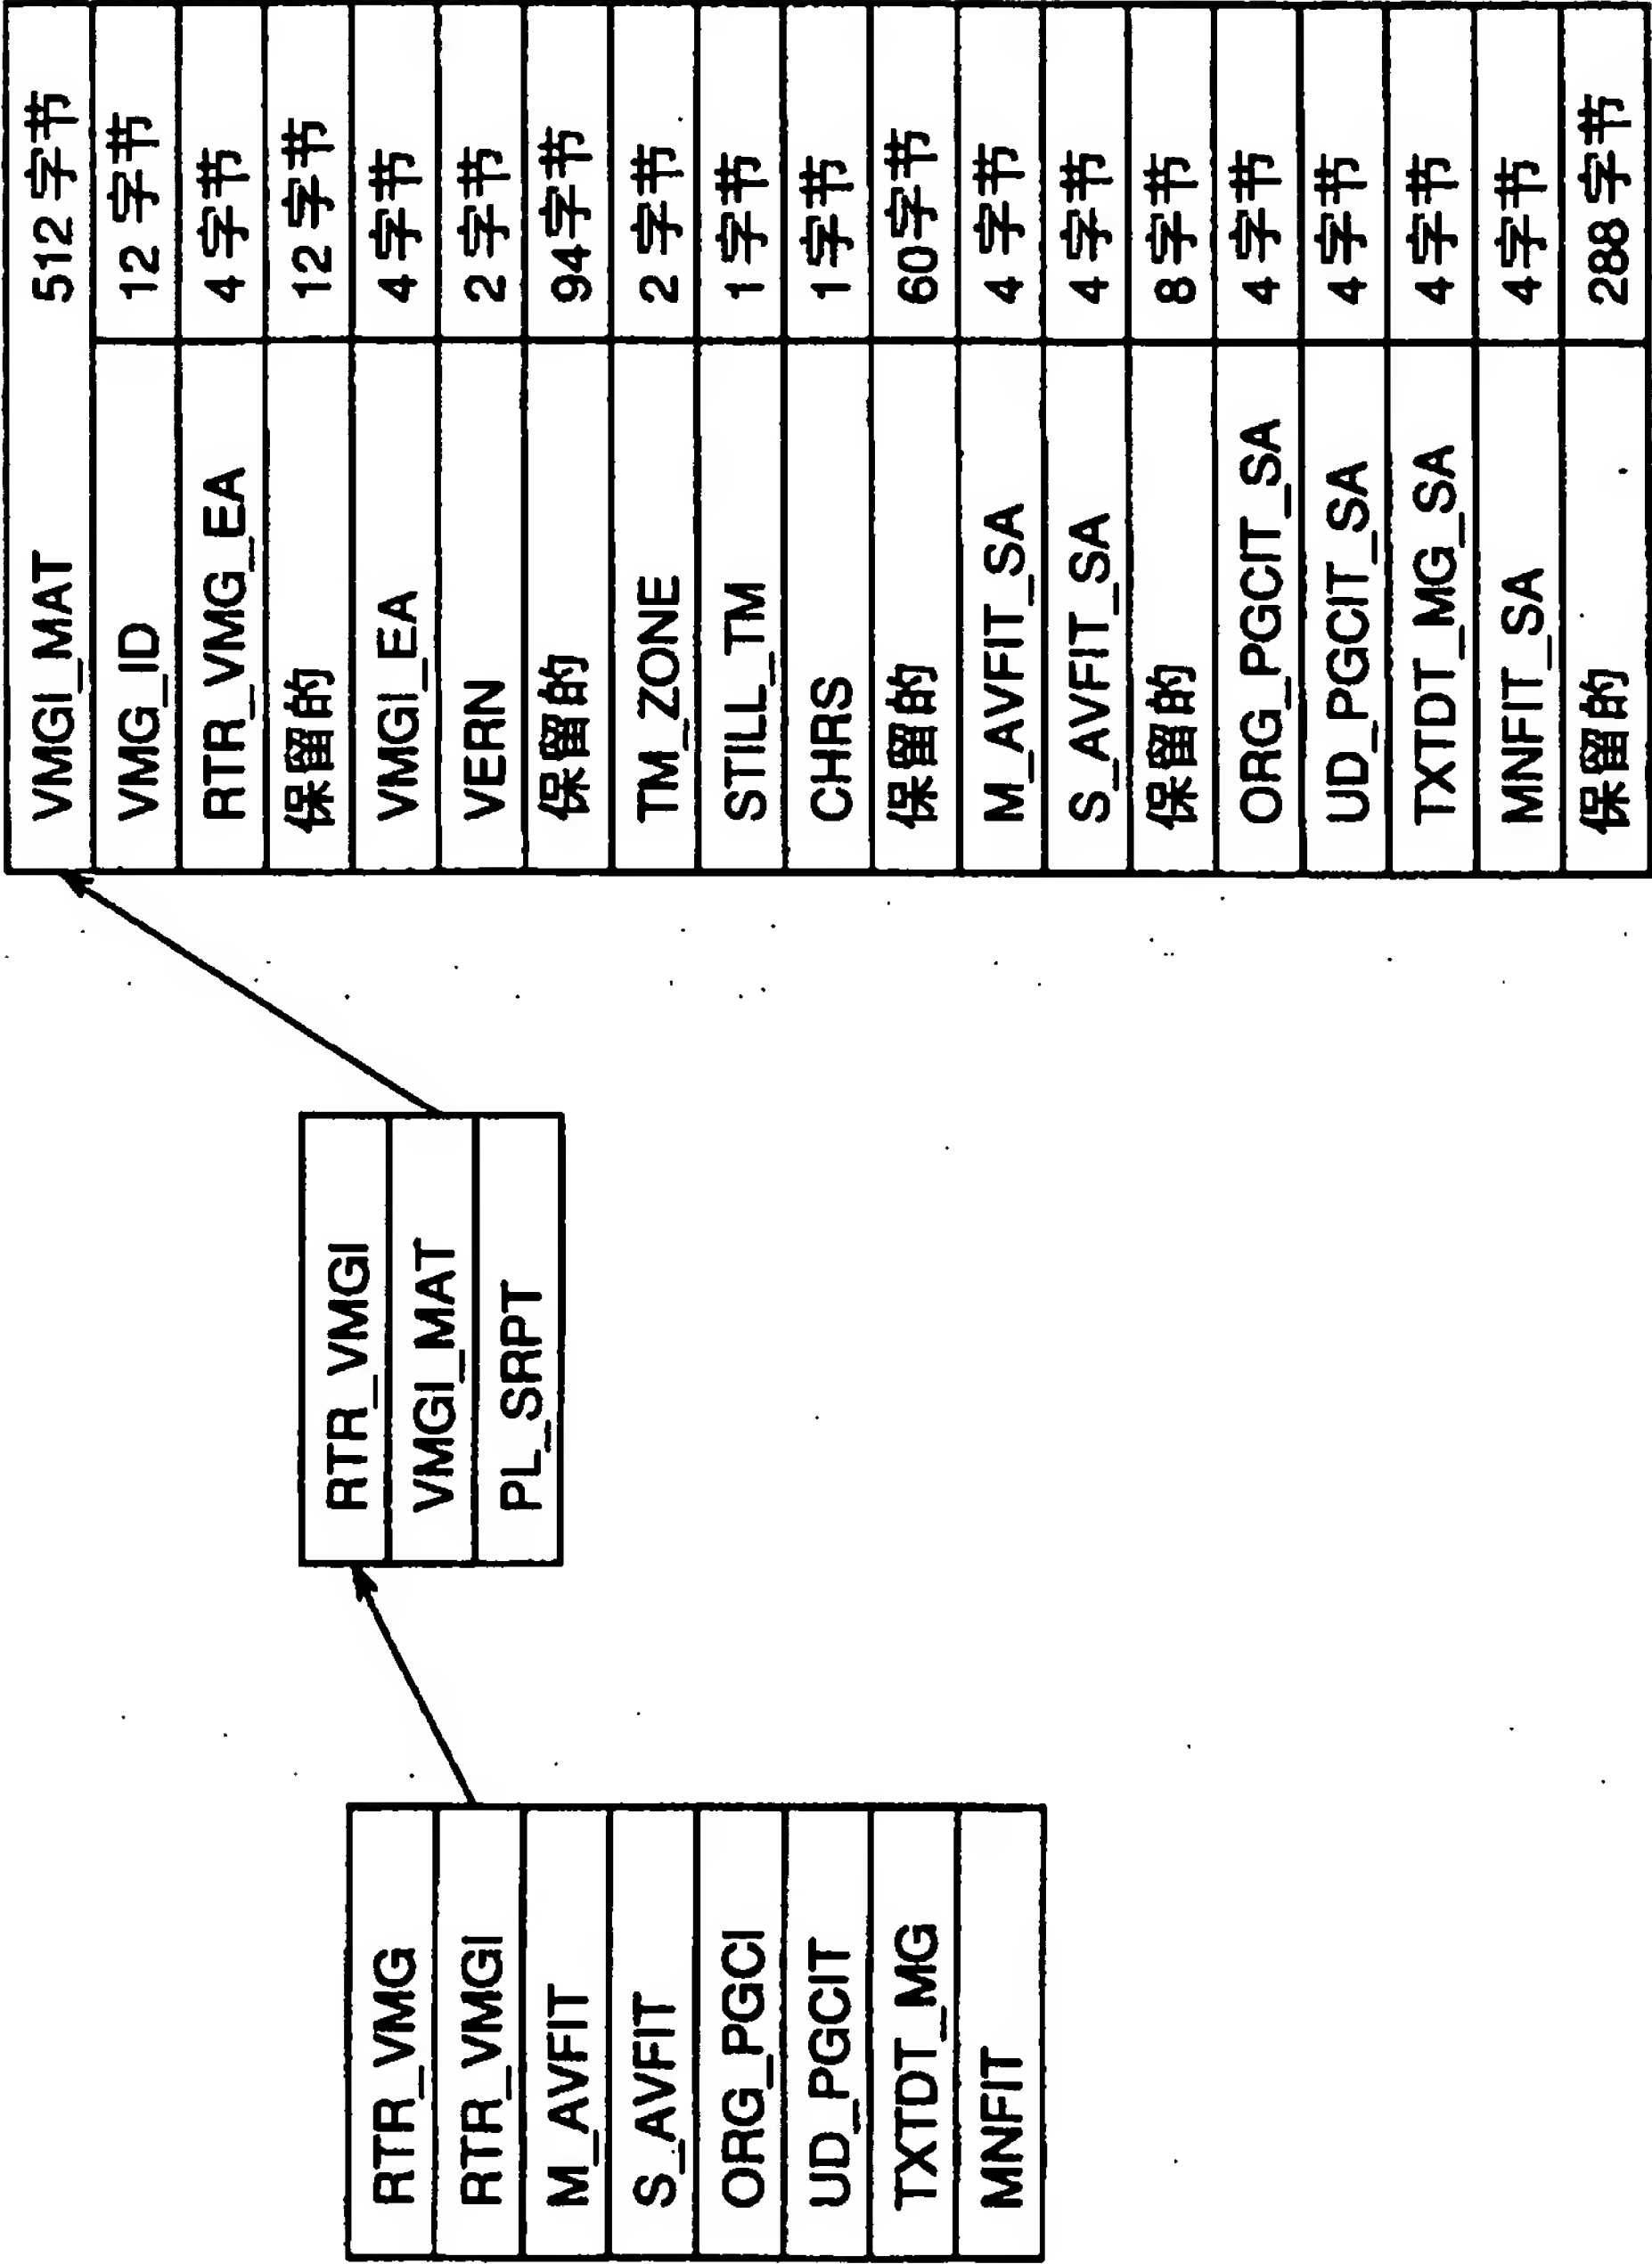 RTR_VMG
RTR_VMGI
M_AVFIT
S_AVFIT
ORG_PGCI
UD_PGCIT
TXTDT_MG
MNFIT
RTR_VMGI
VMGI_MAT
PL_SRPT
VMGI_MAT 512字节
VMG_ID 12字节
RTR_VMG_EA 4字节
保留的 12字节
VMGI_EA 4字节
VERN 2字节
保留的 94字节
TM_ZONE 2字节
STILL_TM 1字节
CHRS 1字节
保留的 60字节
M_AVFIT_SA 4字节
S_AVFIT_SA 4字节
保留的 8字节
ORG_PGCIT_SA 4字节
UD_PGCIT_SA 4字节
TXTDT_MG_SA 4字节
MNFIT_SA 4字节
保留的 288字节